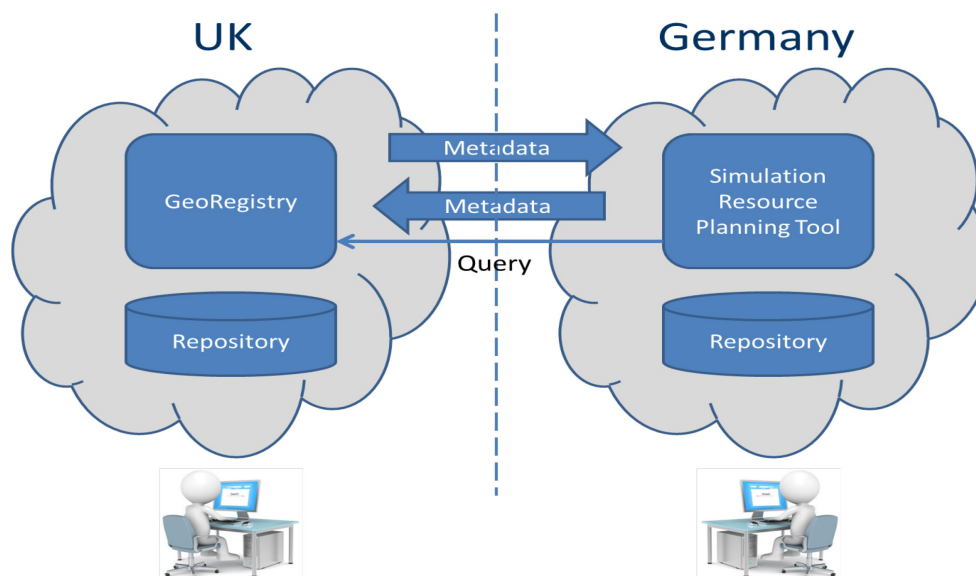 UK
Germany
Metadata
GeoRegistry
Metadata
Simulation
Resource
Planning Tool
Query
Repository
Repository